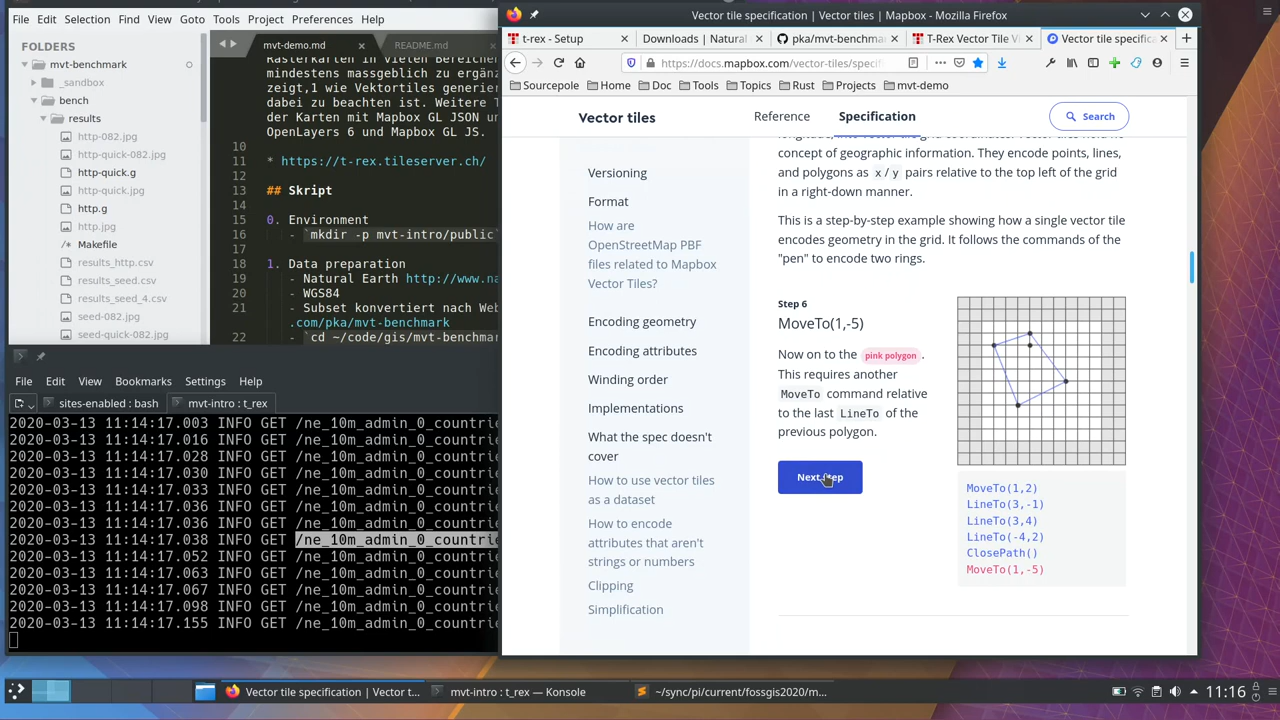 File Edit Selection Find View Goto Tools Project Preferences Help
FOLDERS
mvt-benchmark
_sandbox
bench
results
http-082.jpg
http-quick-082.jpg
http-quick.g
http-quick.jpg
http.g
http.jpg
/* Makefile
results_http.csv
results_seed.csv
results_seed_4.csv
seed-082.jpg
seed-quick-082.jpg
mvt-demo.md
README.md
Rasterkarten in vielen Bereichen
mindestens massgeblich zu ergänz
zeigt,1 wie Vektortiles generier
dabei zu beachten ist. Weitere T
der Karten mit Mapbox GL JSON un
OpenLayers 6 und Mapbox GL JS.
10
11 * https://t-rex.tileserver.ch/
12
13 ## Skript
14
15 0. Environment
16 - `mkdir -p mvt-intro/public`
17
18 1. Data preparation
19 - Natural Earth http://www.na
20 - WGS84
21 - Subset konvertiert nach Web
.com/pka/mvt-benchmark
22 - `cd ~/code/gis/mvt-benchmar
File Edit View Bookmarks Settings Help
sites-enabled : bash
mvt-intro : t_rex
2020-03-13 11:14:17.003 INFO GET /ne_10m_admin_0_countrie
2020-03-13 11:14:17.016 INFO GET /ne_10m_admin_0_countrie
2020-03-13 11:14:17.028 INFO GET /ne_10m_admin_0_countrie
2020-03-13 11:14:17.030 INFO GET /ne_10m_admin_0_countrie
2020-03-13 11:14:17.036 INFO GET /ne_10m_admin_0_countrie
2020-03-13 11:14:17.036 INFO GET /ne_10m_admin_0_countrie
2020-03-13 11:14:17.038 INFO GET /ne_10m_admin_0_countrie
2020-03-13 11:14:17.052 INFO GET /ne_10m_admin_0_countrie
2020-03-13 11:14:17.063 INFO GET /ne_10m_admin_0_countrie
2020-03-13 11:14:17.067 INFO GET /ne_10m_admin_0_countrie
2020-03-13 11:14:17.098 INFO GET /ne_10m_admin_0_countrie
2020-03-13 11:14:17.155 INFO GET /ne_10m_admin_0_countrie
Vector tile specification | Vector tiles | Mapbox - Mozilla Firefox
t-rex - Setup
Downloads | Natural
pka/mvt-benchma
T-Rex Vector Tile Vi
Vector tile specific
https://docs.mapbox.com/vector-tiles/specif
Sourcepole Home Doc Tools Topics Rust Projects mvt-demo
Vector tiles
Reference
Specification
Search
Versioning
Format
How are
OpenStreetMap PBF
files related to Mapbox
Vector Tiles?
Encoding geometry
Encoding attributes
Winding order
Implementations
What the spec doesn't
cover
How to use vector tiles
as a dataset
How to encode
attributes that aren't
strings or numbers
Clipping
Simplification
concept of geographic information. They encode points, lines,
and polygons as x / y pairs relative to the top left of the grid
in a right-down manner.
This is a step-by-step example showing how a single vector tile
encodes geometry in the grid. It follows the commands of the
"pen" to encode two rings.
Step 6
MoveTo(1,-5)
Now on to the pink polygon .
This requires another
MoveTo command relative
to the last LineTo of the
previous polygon.
Next step
MoveTo(1,2)
LineTo(3,-1)
LineTo(3,4)
LineTo(-4,2)
ClosePath()
MoveTo(1,-5)
Vector tile specification | Vector t...
mvt-intro : t_rex — Konsole
~/sync/pi/current/fossgis2020/m...
11:16